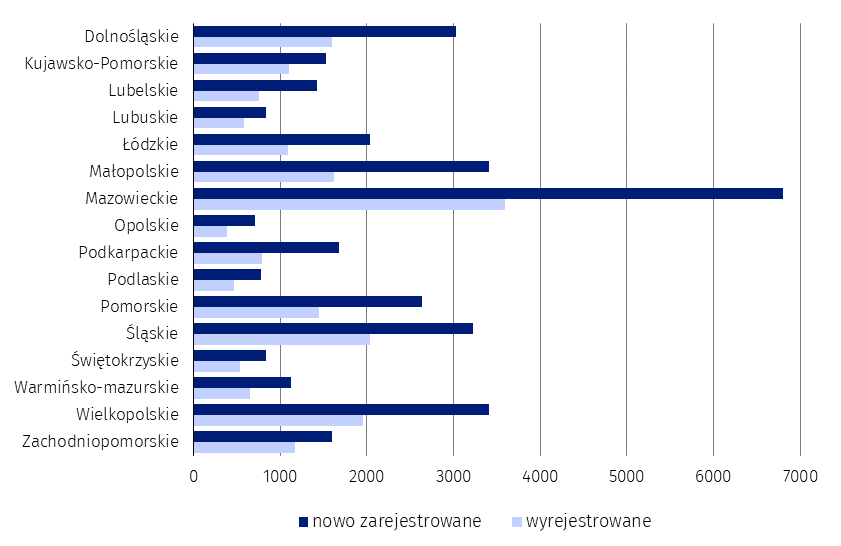 Dolnośląskie
Kujawsko-Pomorskie
Lubelskie
Lubuskie
Łódzkie
Małopolskie
Mazowieckie
Opolskie
Podkarpackie
Podlaskie
Pomorskie
Śląskie
Świętokrzyskie
Warmińsko-mazurskie
Wielkopolskie
Zachodniopomorskie
0 1000 2000 3000 4000 5000 6000 7000
nowo zarejestrowane wyrejestrowane